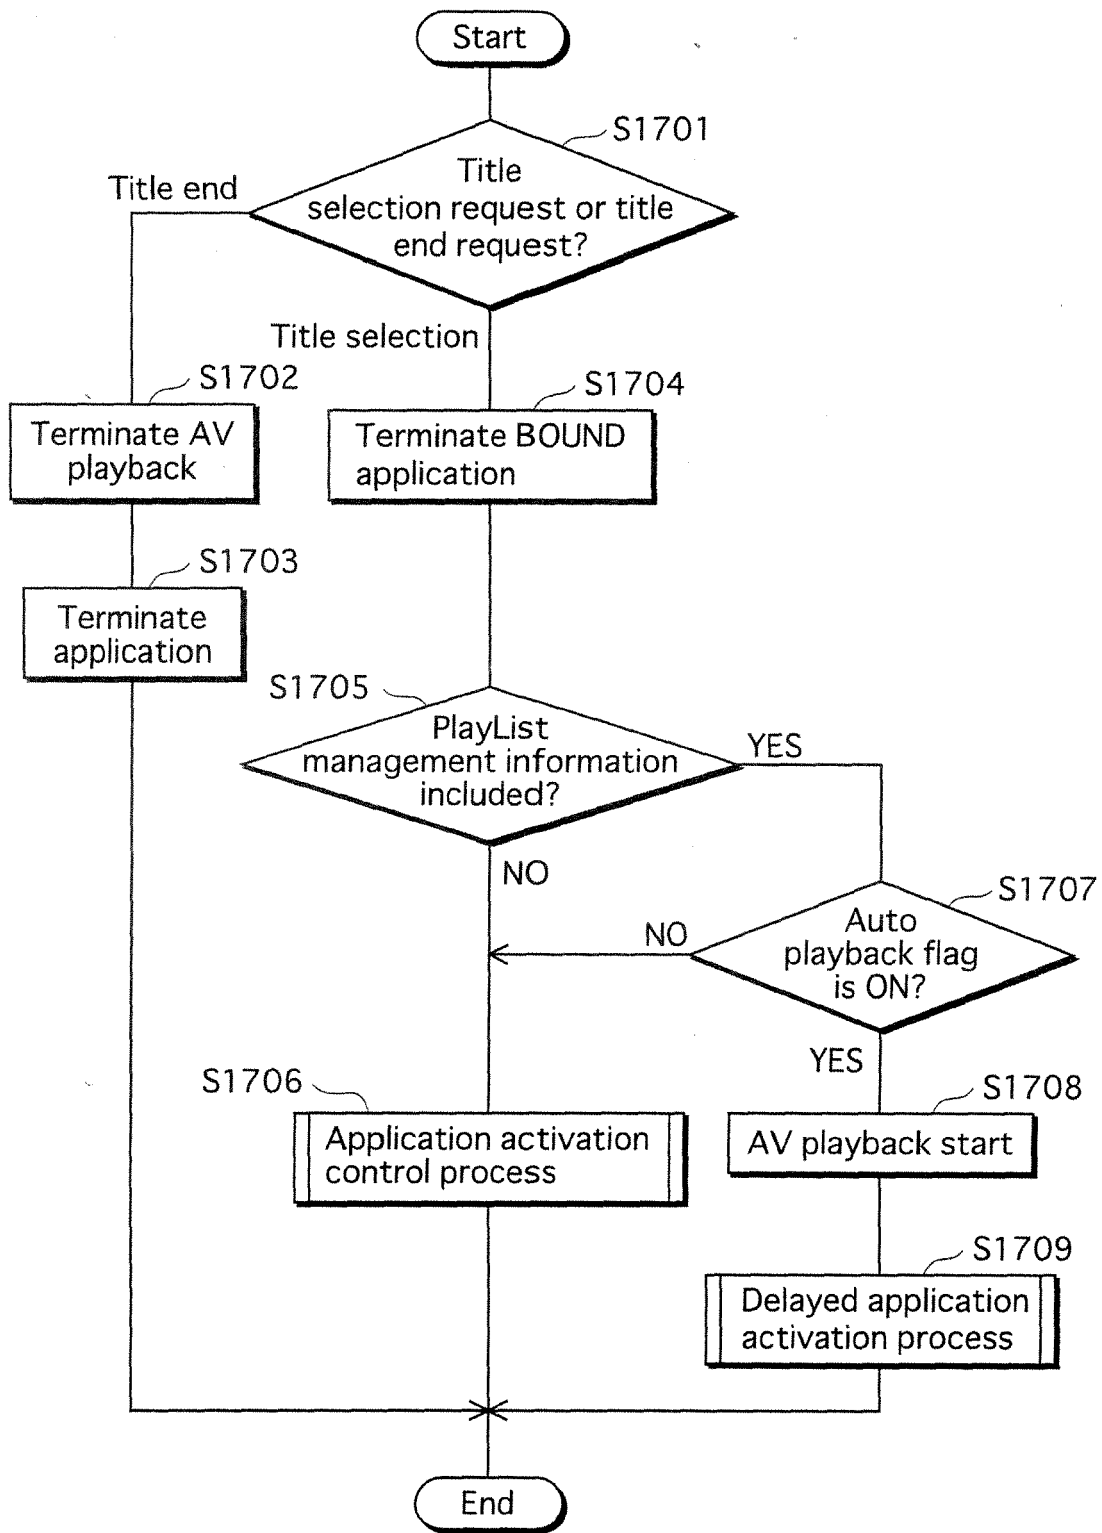 Start
S1701
Title
selection request or title
end request?
Title end
Title selection
S1702
Terminate AV
playback
S1704
Terminate BOUND
application
S1703
Terminate
application
S1705
PlayList
management information
included?
YES
NO
S1707
Auto
playback flag
is ON?
NO
YES
S1706
Application activation
control process
S1708
AV playback start
S1709
Delayed application
activation process
End